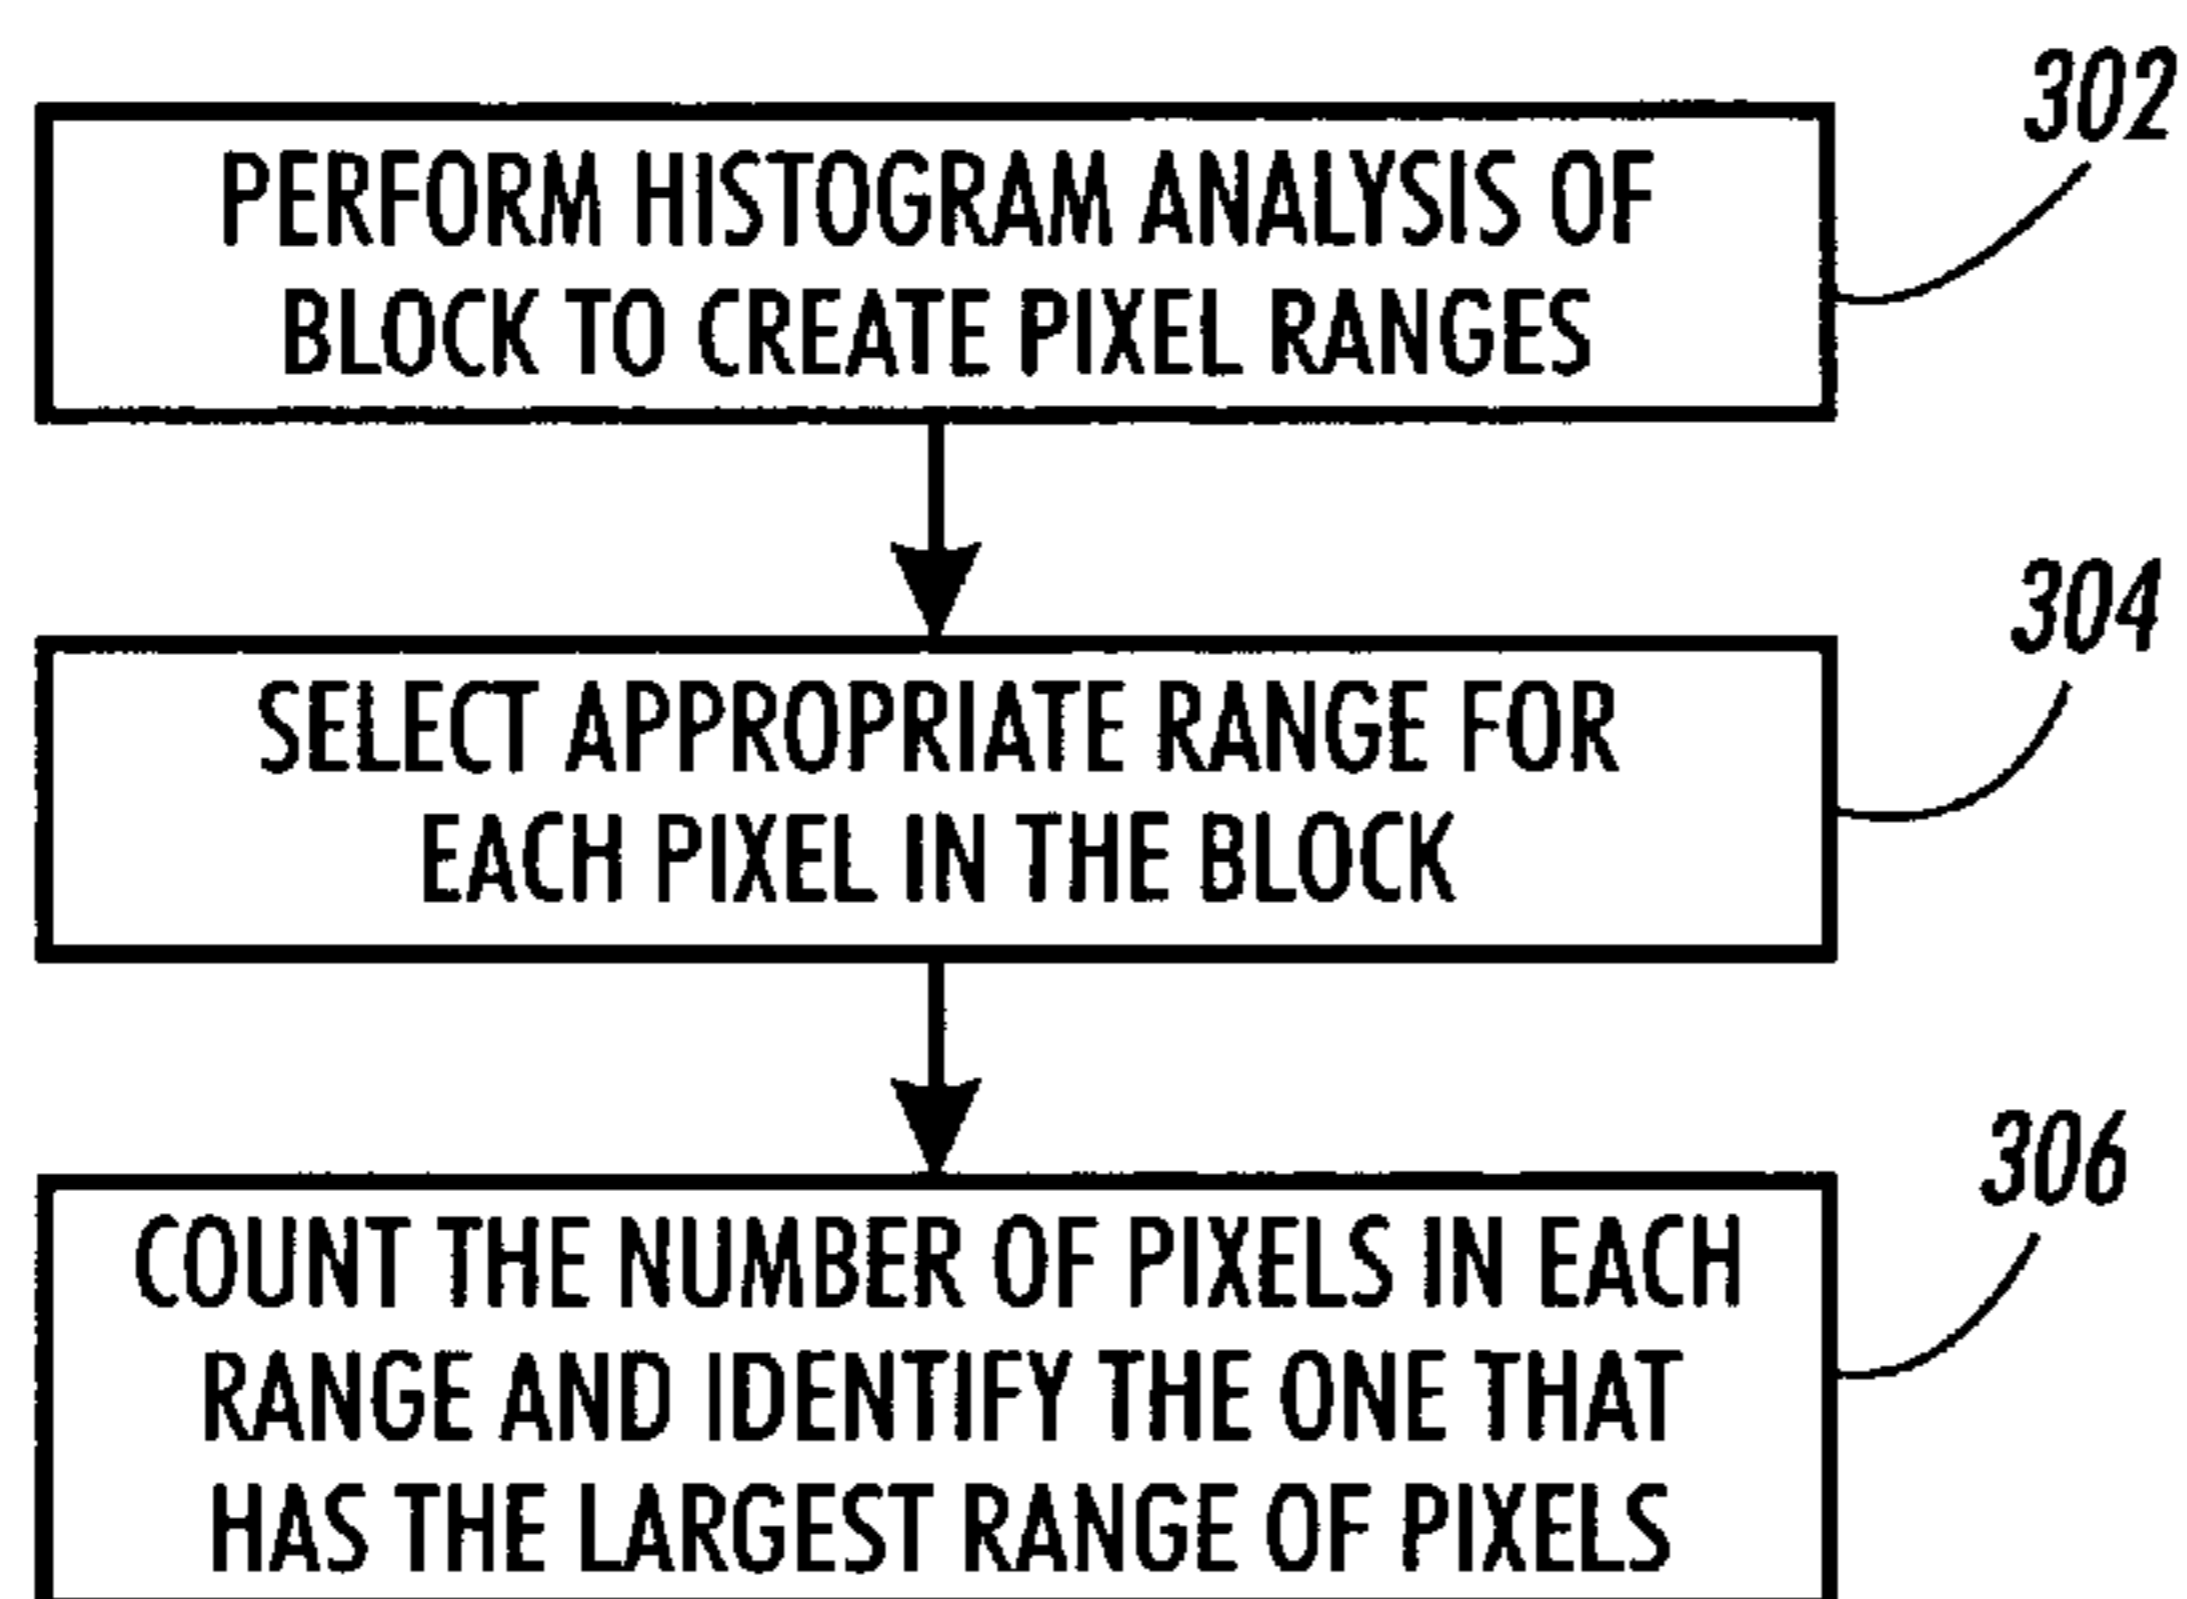 302
PERFORM HISTOGRAM ANALYSIS OF
BLOCK TO CREATE PIXEL RANGES
304
SELECT APPROPRIATE RANGE FOR
EACH PIXEL IN THE BLOCK
306
COUNT THE NUMBER OF PIXELS IN EACH
RANGE AND IDENTIFY THE ONE THAT
HAS THE LARGEST RANGE OF PIXELS